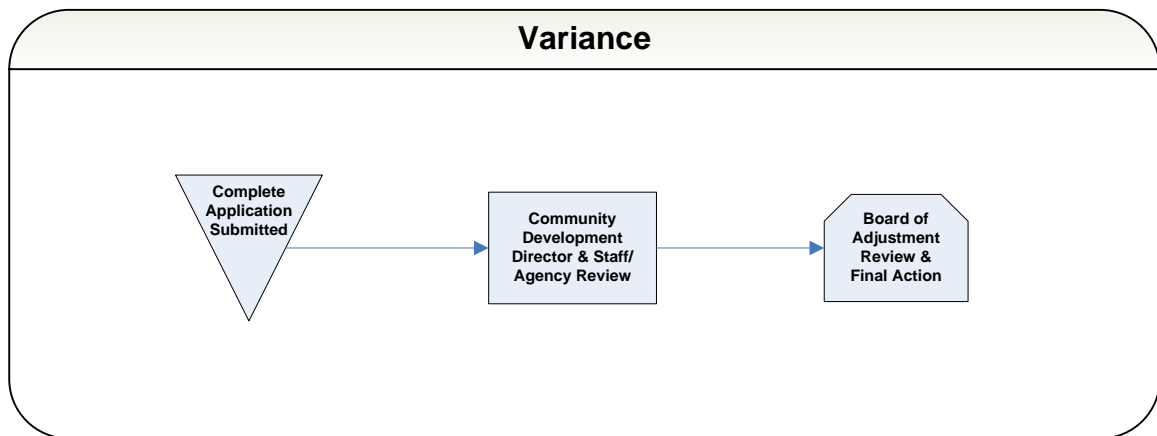 Variance
Complete
Application
Submitted
Community
Development
Director & Staff/
Agency Review
Board of
Adjustment
Review &
Final Action